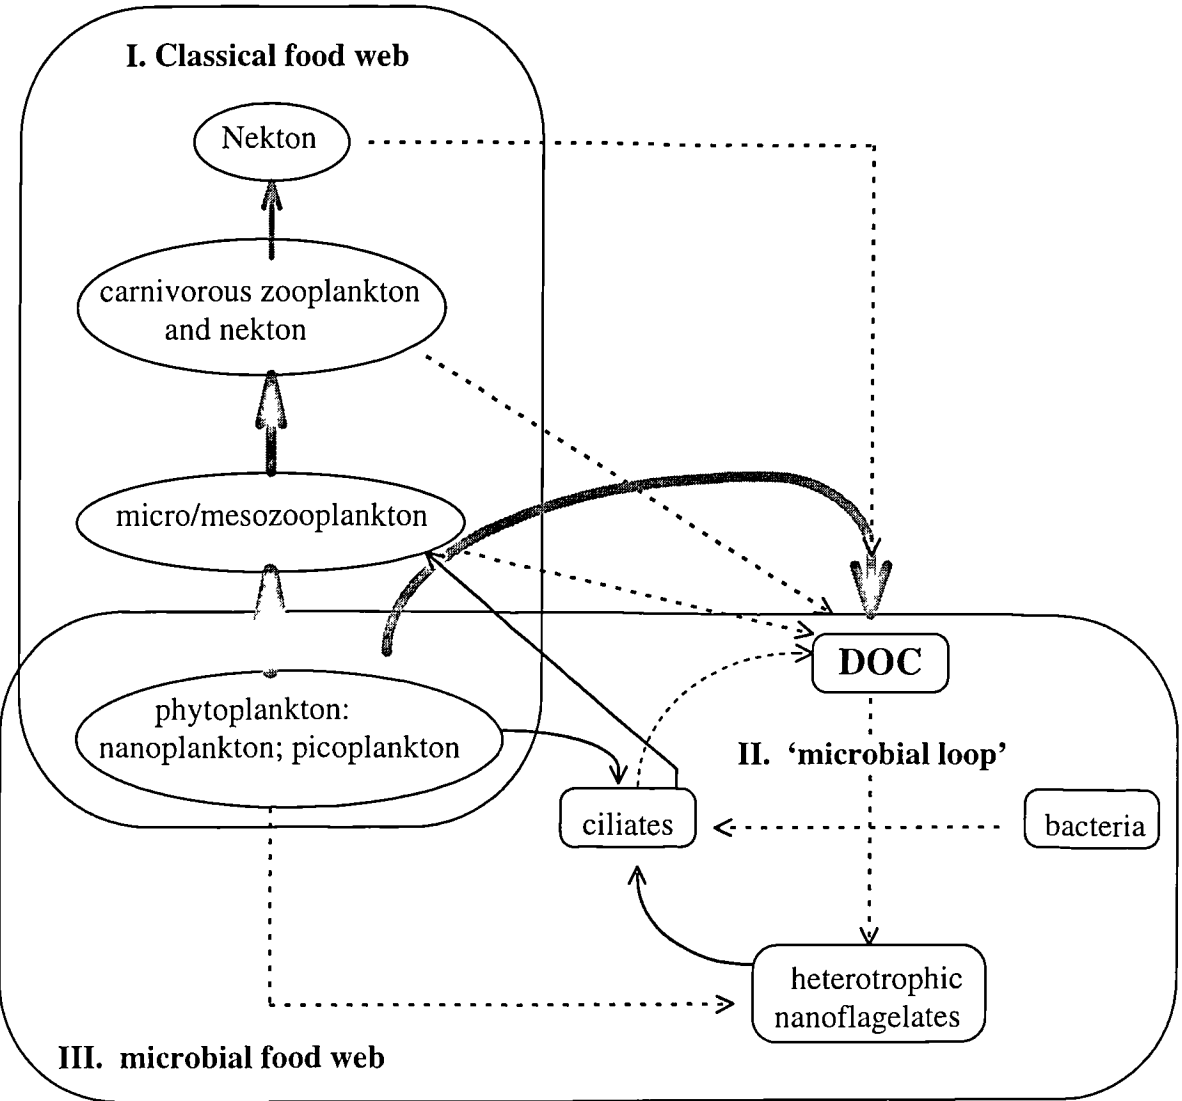 I. Classical food web
Nekton
carnivorous zooplankton
and nekton
micro/mesozooplankton
phytoplankton:
nanoplankton; picoplankton
DOC
II. ‘microbial loop’
ciliates
bacteria
heterotrophic
nanoflagelates
III. microbial food web